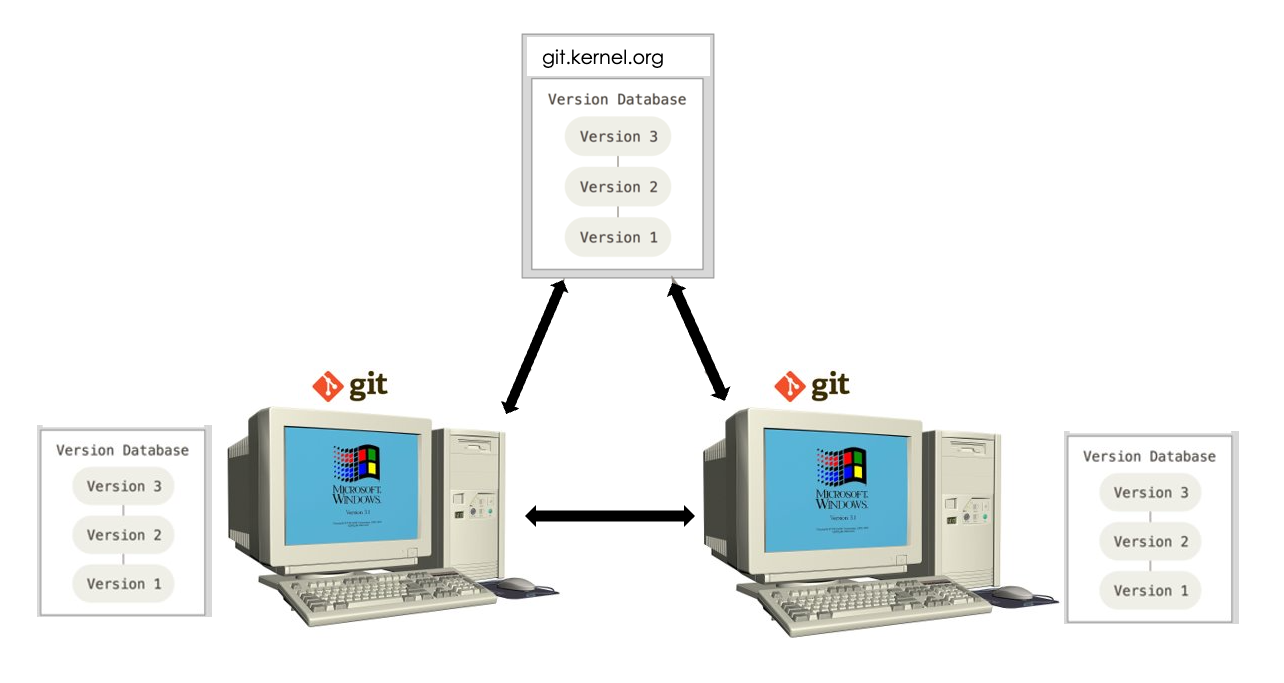 git.kernel.org
Version Database
Version 3
Version 2
Version 1
git
git
Version Database
Version 3
Version 2
Version 1
MICROSOFT.
WINDOWS.
Version 3.1
MICROSOFT.
WINDOWS.
Version 3.1
Version Database
Version 3
Version 2
Version 1